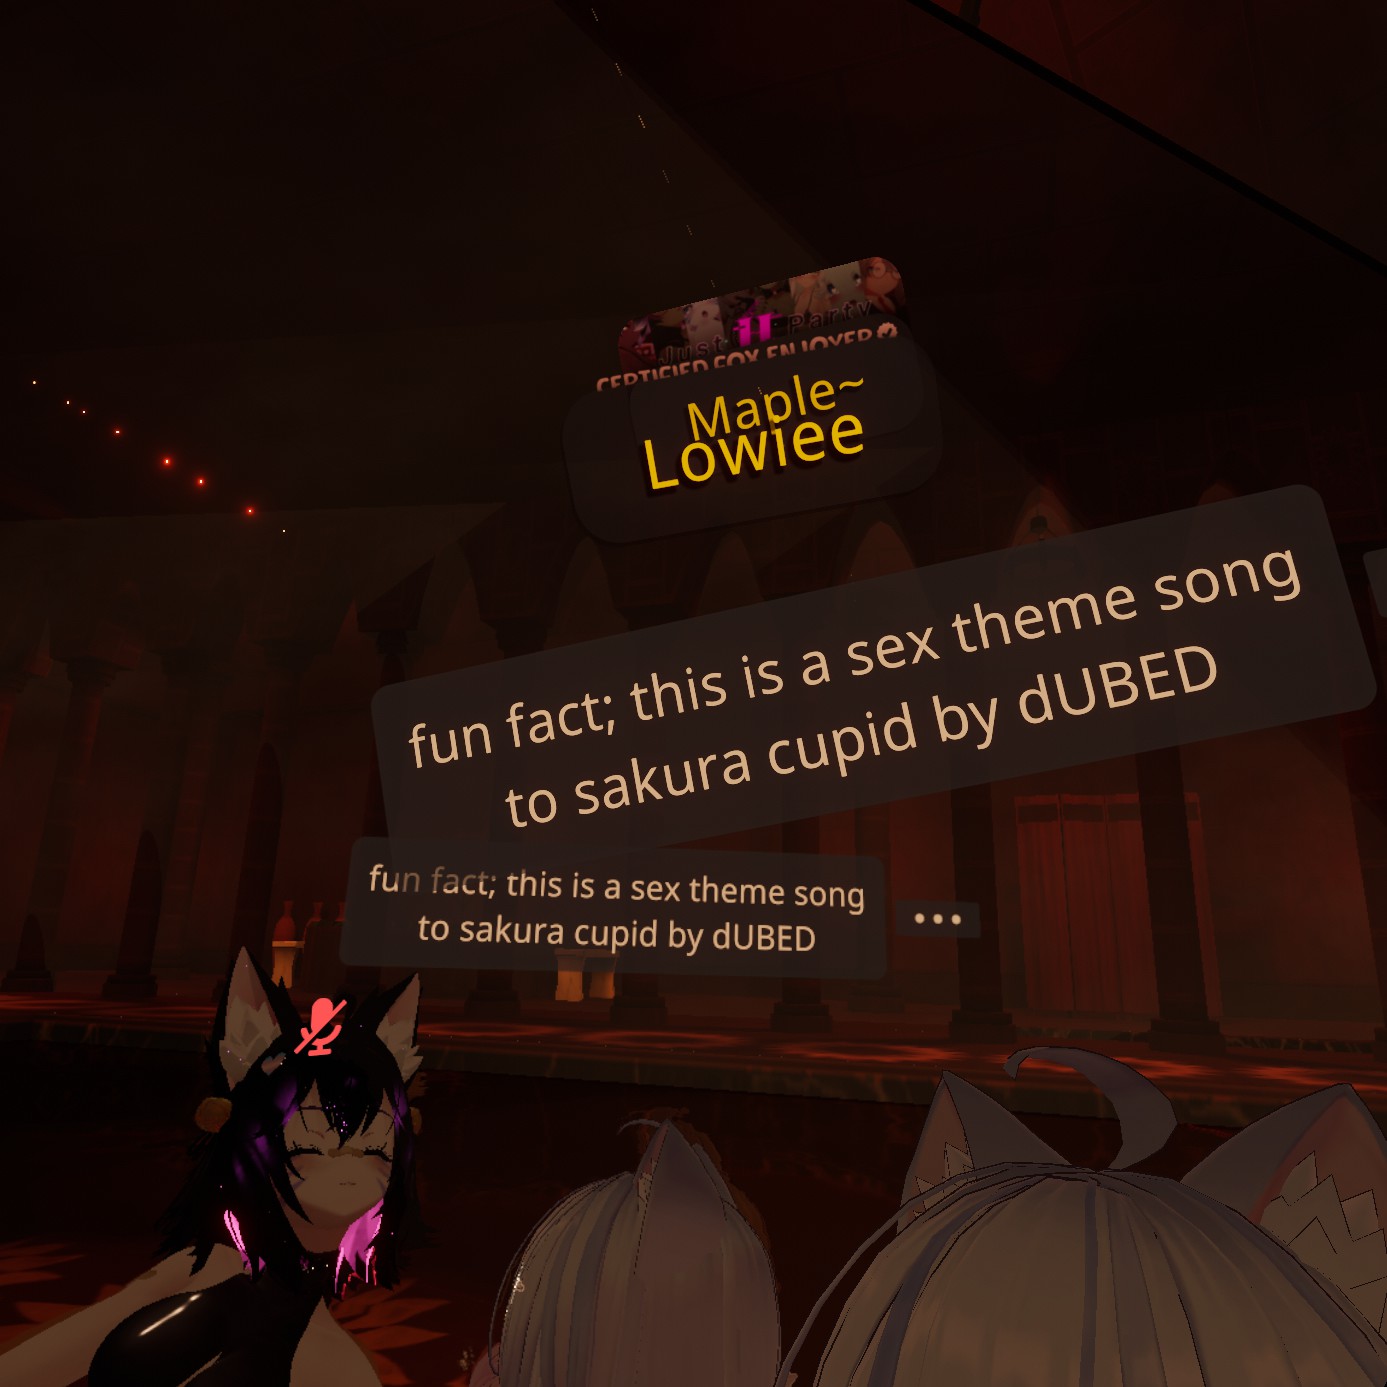 Just H Party
CERTIFIED FOX ENJOYER
Maple~
Lowiee
fun fact; this is a sex theme song
to sakura cupid by dUBED
fun fact; this is a sex theme song
to sakura cupid by dUBED